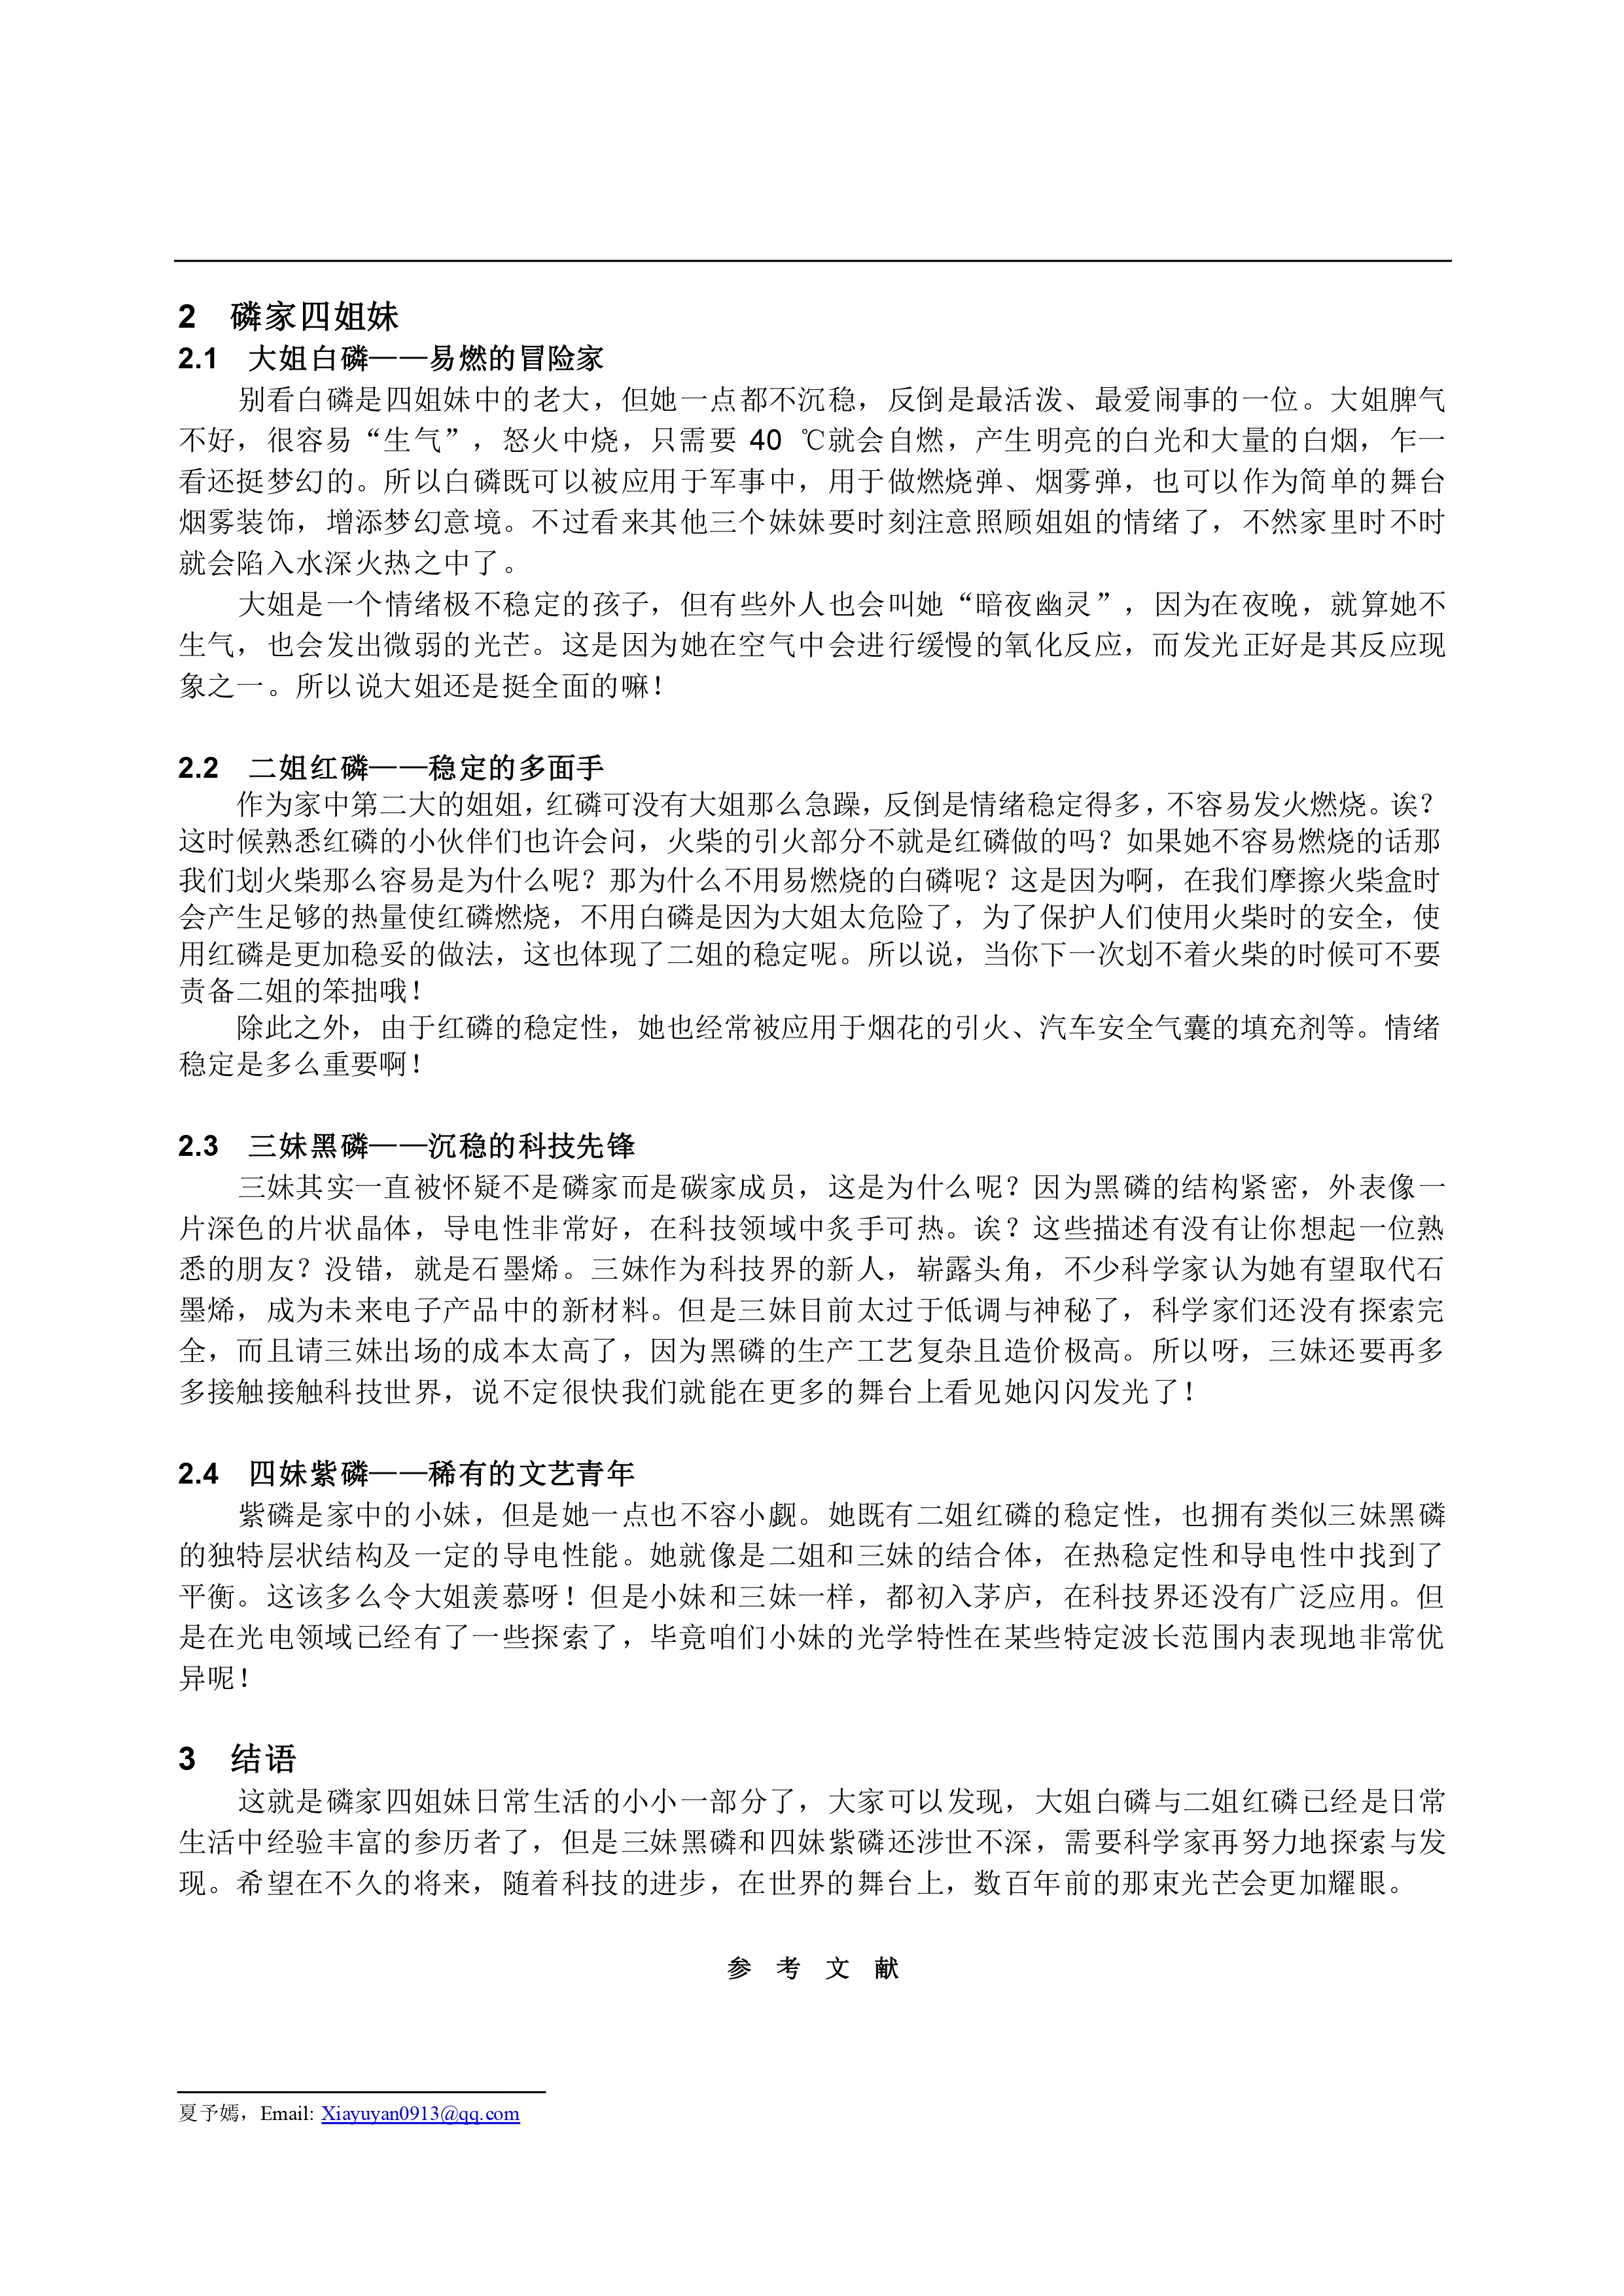 2 磷家四姐妹
2.1 大姐白磷——易燃的冒险家
别看白磷是四姐妹中的老大，但她一点都不沉稳，反倒是最活泼、最爱闹事的一位。大姐脾气
不好，很容易“生气”，怒火中烧，只需要 40 ℃就会自燃，产生明亮的白光和大量的白烟，乍一
看还挺梦幻的。所以白磷既可以被应用于军事中，用于做燃烧弹、烟雾弹，也可以作为简单的舞台
烟雾装饰，增添梦幻意境。不过看来其他三个妹妹要时刻注意照顾姐姐的情绪了，不然家里时不时
就会陷入水深火热之中了。
大姐是一个情绪极不稳定的孩子，但有些外人也会叫她“暗夜幽灵”，因为在夜晚，就算她不
生气，也会发出微弱的光芒。这是因为她在空气中会进行缓慢的氧化反应，而发光正好是其反应现
象之一。所以说大姐还是挺全面的嘛！
2.2 二姐红磷——稳定的多面手
作为家中第二大的姐姐，红磷可没有大姐那么急躁，反倒是情绪稳定得多，不容易发火燃烧。诶？
这时候熟悉红磷的小伙伴们也许会问，火柴的引火部分不就是红磷做的吗？如果她不容易燃烧的话那
我们划火柴那么容易是为什么呢？那为什么不用易燃烧的白磷呢？这是因为啊，在我们摩擦火柴盒时
会产生足够的热量使红磷燃烧，不用白磷是因为大姐太危险了，为了保护人们使用火柴时的安全，使
用红磷是更加稳妥的做法，这也体现了二姐的稳定呢。所以说，当你下一次划不着火柴的时候可不要
责备二姐的笨拙哦！
除此之外，由于红磷的稳定性，她也经常被应用于烟花的引火、汽车安全气囊的填充剂等。情绪
稳定是多么重要啊！
2.3 三妹黑磷——沉稳的科技先锋
三妹其实一直被怀疑不是磷家而是碳家成员，这是为什么呢？因为黑磷的结构紧密，外表像一
片深色的片状晶体，导电性非常好，在科技领域中炙手可热。诶？这些描述有没有让你想起一位熟
悉的朋友？没错，就是石墨烯。三妹作为科技界的新人，崭露头角，不少科学家认为她有望取代石
墨烯，成为未来电子产品中的新材料。但是三妹目前太过于低调与神秘了，科学家们还没有探索完
全，而且请三妹出场的成本太高了，因为黑磷的生产工艺复杂且造价极高。所以呀，三妹还要再多
多接触接触科技世界，说不定很快我们就能在更多的舞台上看见她闪闪发光了！
2.4 四妹紫磷——稀有的文艺青年
紫磷是家中的小妹，但是她一点也不容小觑。她既有二姐红磷的稳定性，也拥有类似三妹黑磷
的独特层状结构及一定的导电性能。她就像是二姐和三妹的结合体，在热稳定性和导电性中找到了
平衡。这该多么令大姐羡慕呀！但是小妹和三妹一样，都初入茅庐，在科技界还没有广泛应用。但
是在光电领域已经有了一些探索了，毕竟咱们小妹的光学特性在某些特定波长范围内表现地非常优
异呢！
3 结语
这就是磷家四姐妹日常生活的小小一部分了，大家可以发现，大姐白磷与二姐红磷已经是日常
生活中经验丰富的参历者了，但是三妹黑磷和四妹紫磷还涉世不深，需要科学家再努力地探索与发
现。希望在不久的将来，随着科技的进步，在世界的舞台上，数百年前的那束光芒会更加耀眼。
参 考 文 献
夏予嫣，Email: Xiayuyan0913@qq.com